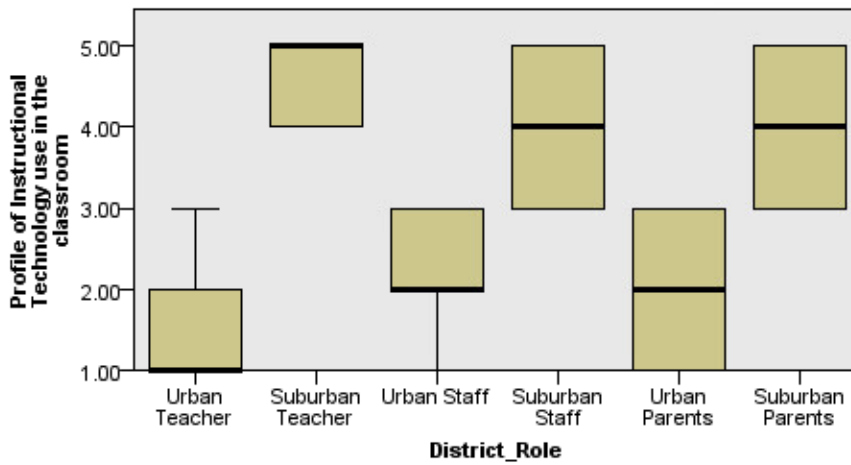 Profile of Instructional
Technology use in the
classroom
5.00
4.00
3.00
2.00
1.00
Urban
Teacher
Suburban
Teacher
Urban Staff
Suburban
Staff
Urban
Parents
Suburban
Parents
District_Role